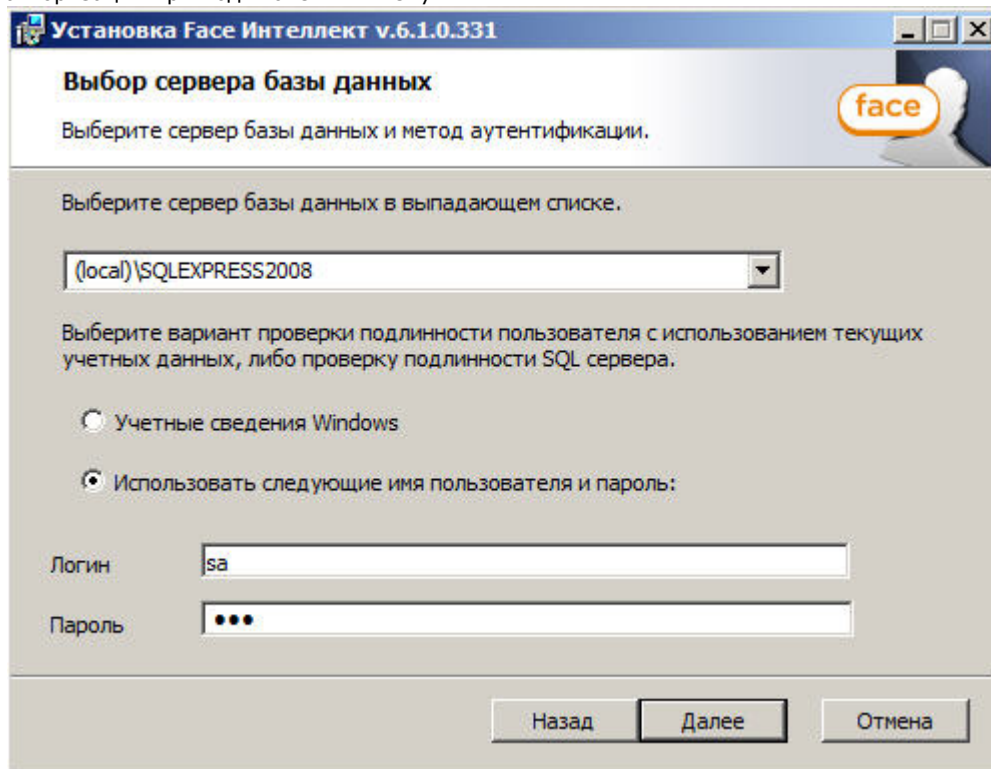 Установка Face Интеллект v.6.1.0.331
Выбор сервера базы данных
face
Выберите сервер базы данных и метод аутентификации.
Выберите сервер базы данных в выпадающем списке.
(local)\SQLEXPRESS2008
Выберите вариант проверки подлинности пользователя с использованием текущих
учетных данных, либо проверку подлинности SQL сервера.
Учетные сведения Windows
Использовать следующие имя пользователя и пароль:
Логин sa
Пароль •••
Назад Далее Отмена